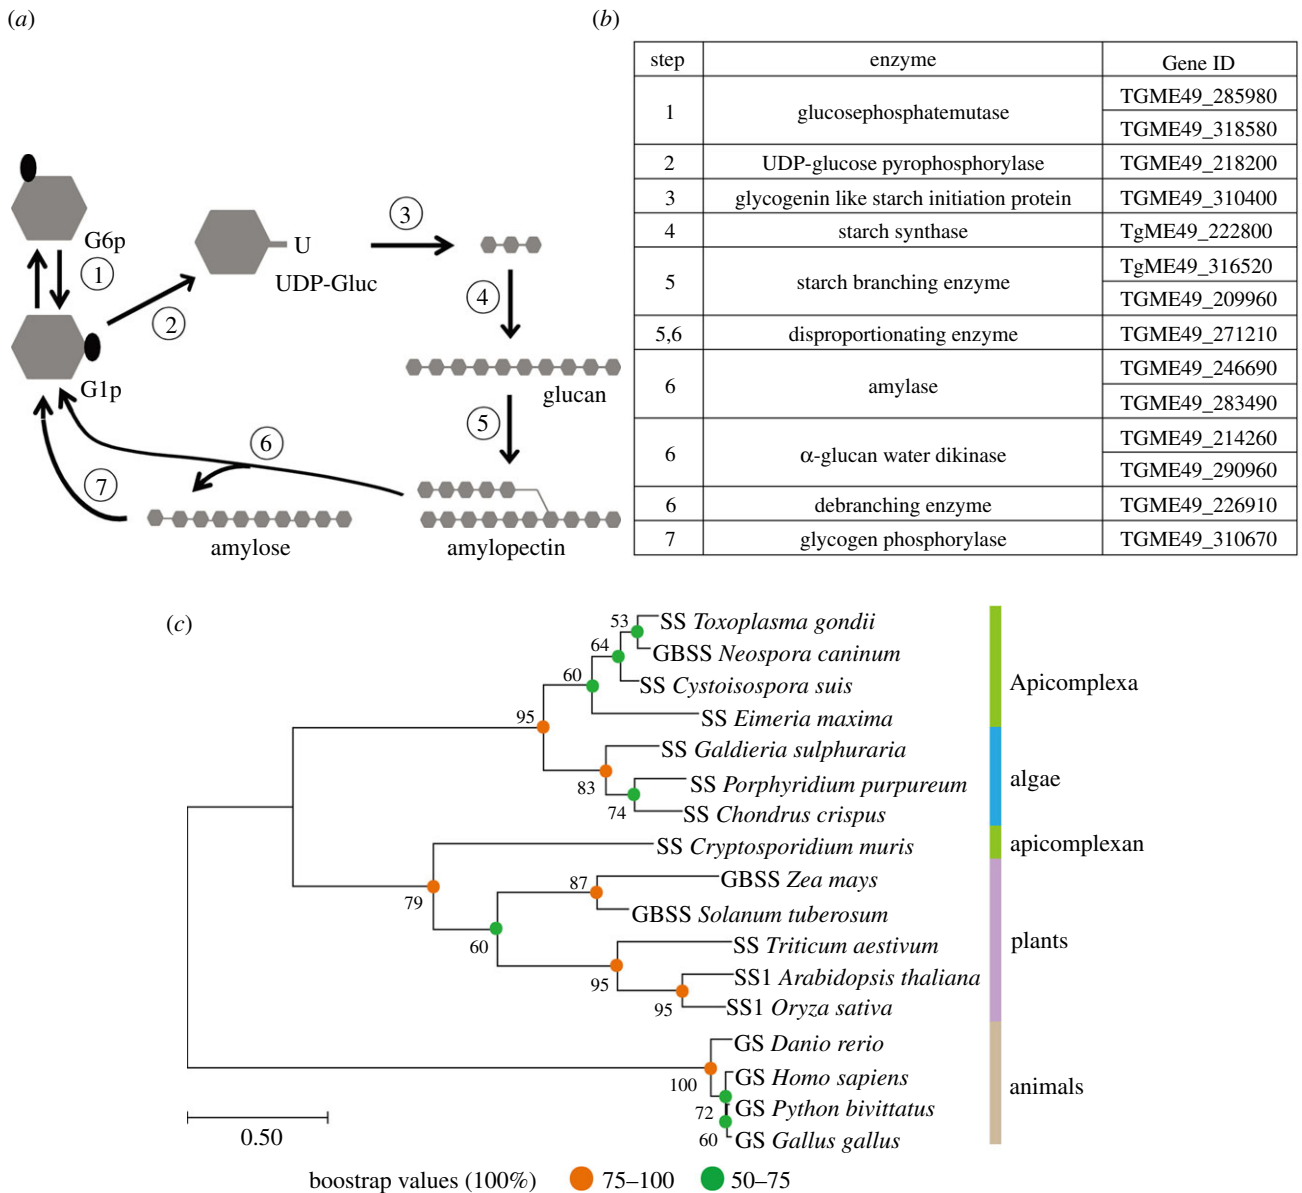 (a)
G6p
1
G1p
2
U
UDP-Gluc
3
4
glucan
5
6
7
amylose
amylopectin
(b)
step enzyme Gene ID
1 glucosephosphatemutase TGME49_285980
TGME49_318580
2 UDP-glucose pyrophosphorylase TGME49_218200
3 glycogenin like starch initiation protein TGME49_310400
4 starch synthase TgME49_222800
5 starch branching enzyme TgME49_316520
TGME49_209960
5,6 disproportionating enzyme TGME49_271210
6 amylase TGME49_246690
TGME49_283490
6 α-glucan water dikinase TGME49_214260
TGME49_290960
6 debranching enzyme TGME49_226910
7 glycogen phosphorylase TGME49_310670
(c)
53
SS Toxoplasma gondii
64
GBSS Neospora caninum
60
SS Cystoisospora suis
95
SS Eimeria maxima
SS Galdieria sulphuraria
83
SS Porphyridium purpureum
74
SS Chondrus crispus
SS Cryptosporidium muris
79
87
GBSS Zea mays
GBSS Solanum tuberosum
60
SS Triticum aestivum
95
SS1 Arabidopsis thaliana
95
SS1 Oryza sativa
GS Danio rerio
100
GS Homo sapiens
72
GS Python bivittatus
60
GS Gallus gallus
Apicomplexa
algae
apicomplexan
plants
animals
0.50
boostrap values (100%) 75–100 50–75